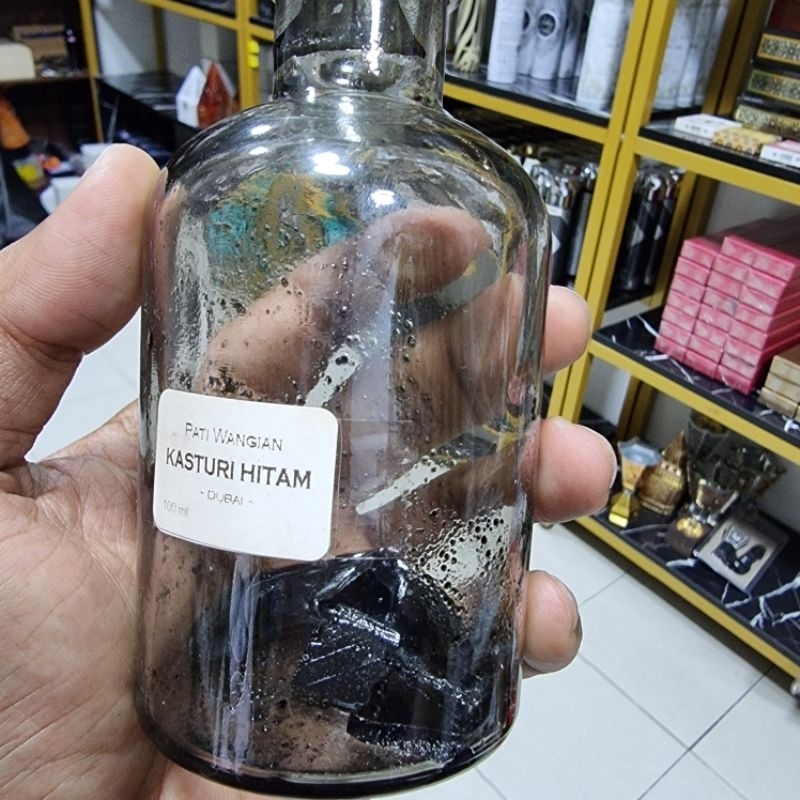 PATI WANGIAN
KASTURI HITAM
- DUBAI -
100 ml